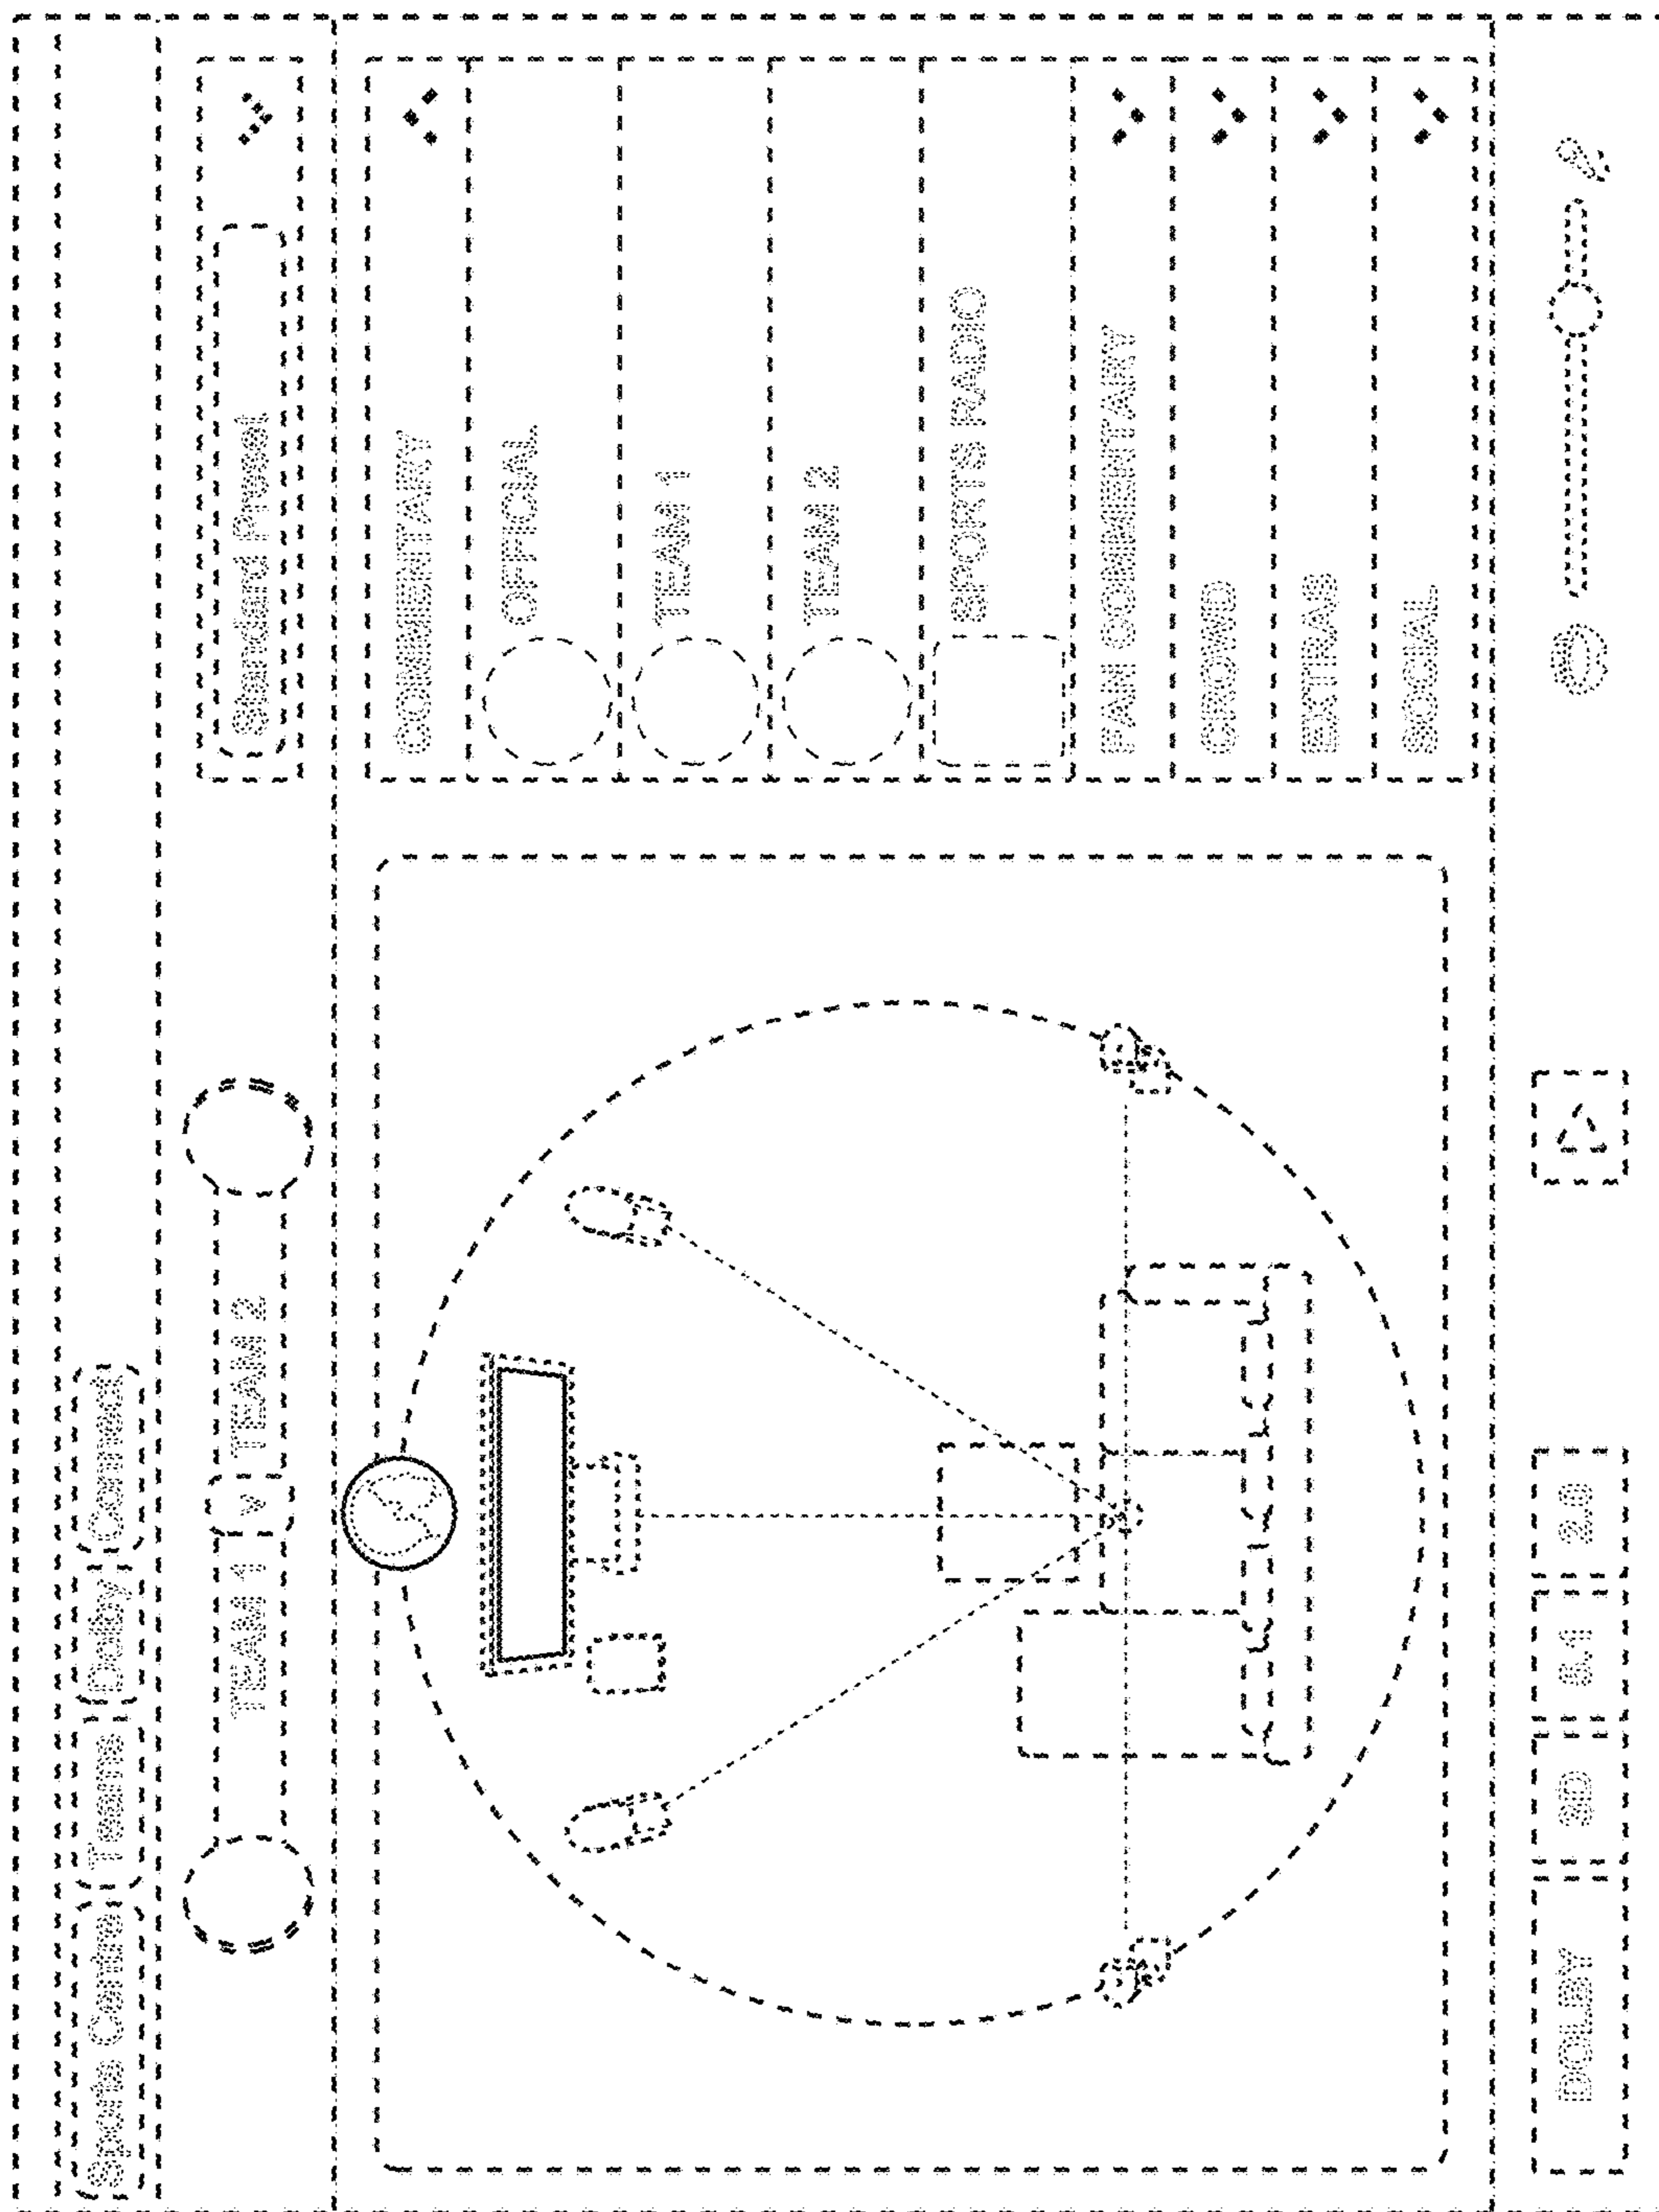 Sports Centre Teams Dolby Connect
TEAM 1 v TEAM 2
Standard Preset
COMMENTARY
OFFICIAL
TEAM 1
TEAM 2
SPORTS RADIO
FAN COMMENTARY
CROWD
EXTRAS
SOCIAL
DOLBY 3D 5.1 2.0